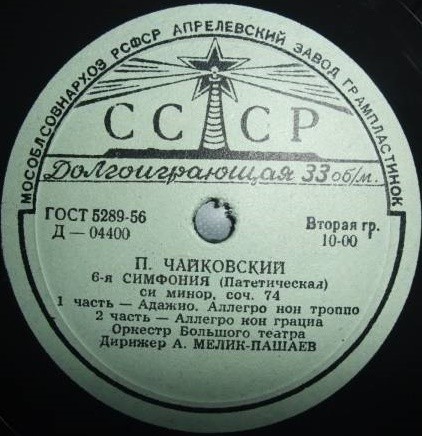 МОСОБЛСОВНАРХОЗ РСФСР АПРЕЛЕВСКИЙ ЗАВОД ГРАМПЛАСТИНОК
СССР
Долгоиграющая 33 об/м.
ГОСТ 5289-56
Д — 04400
Вторая гр.
10-00
П. ЧАЙКОВСКИЙ
6-я СИМФОНИЯ (Патетическая)
си минор, соч. 74
1 часть — Адажио. Аллегро нон троппо
2 часть — Аллегро кон грациа
Оркестр Большого театра
Дирижер А. МЕЛИК-ПАШАЕВ